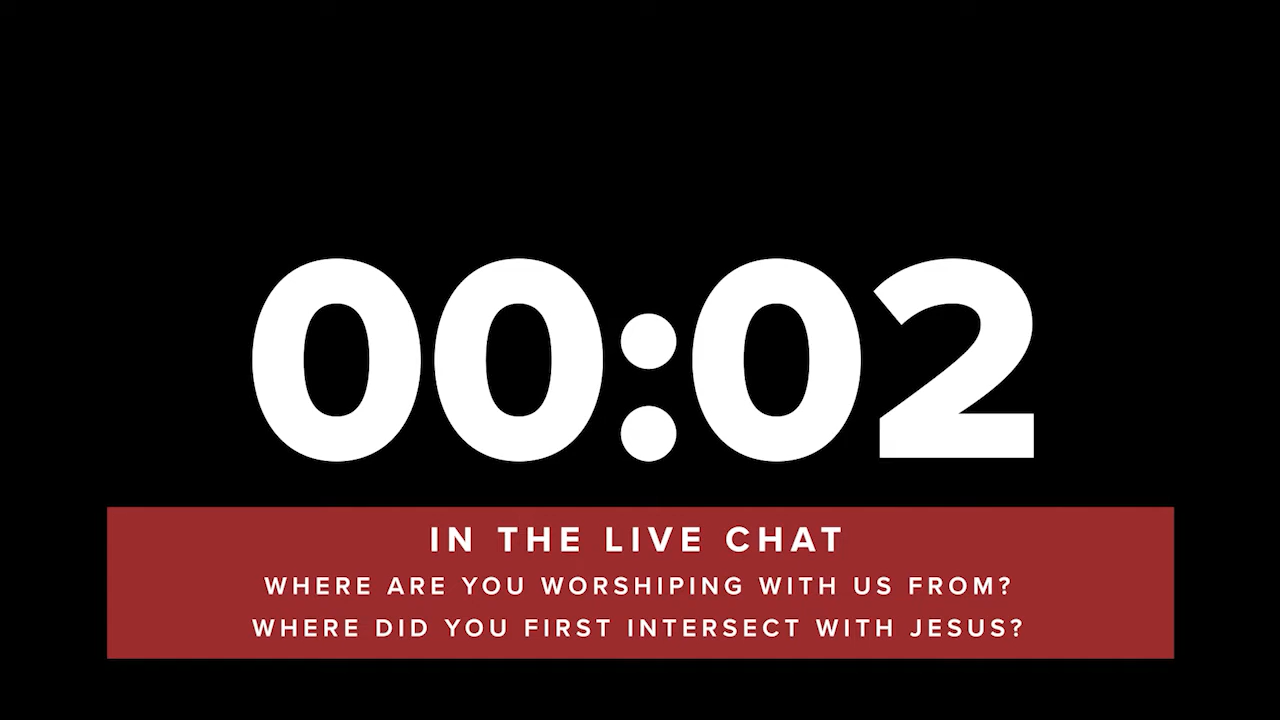 00:02
IN THE LIVE CHAT
WHERE ARE YOU WORSHIPING WITH US FROM?
WHERE DID YOU FIRST INTERSECT WITH JESUS?